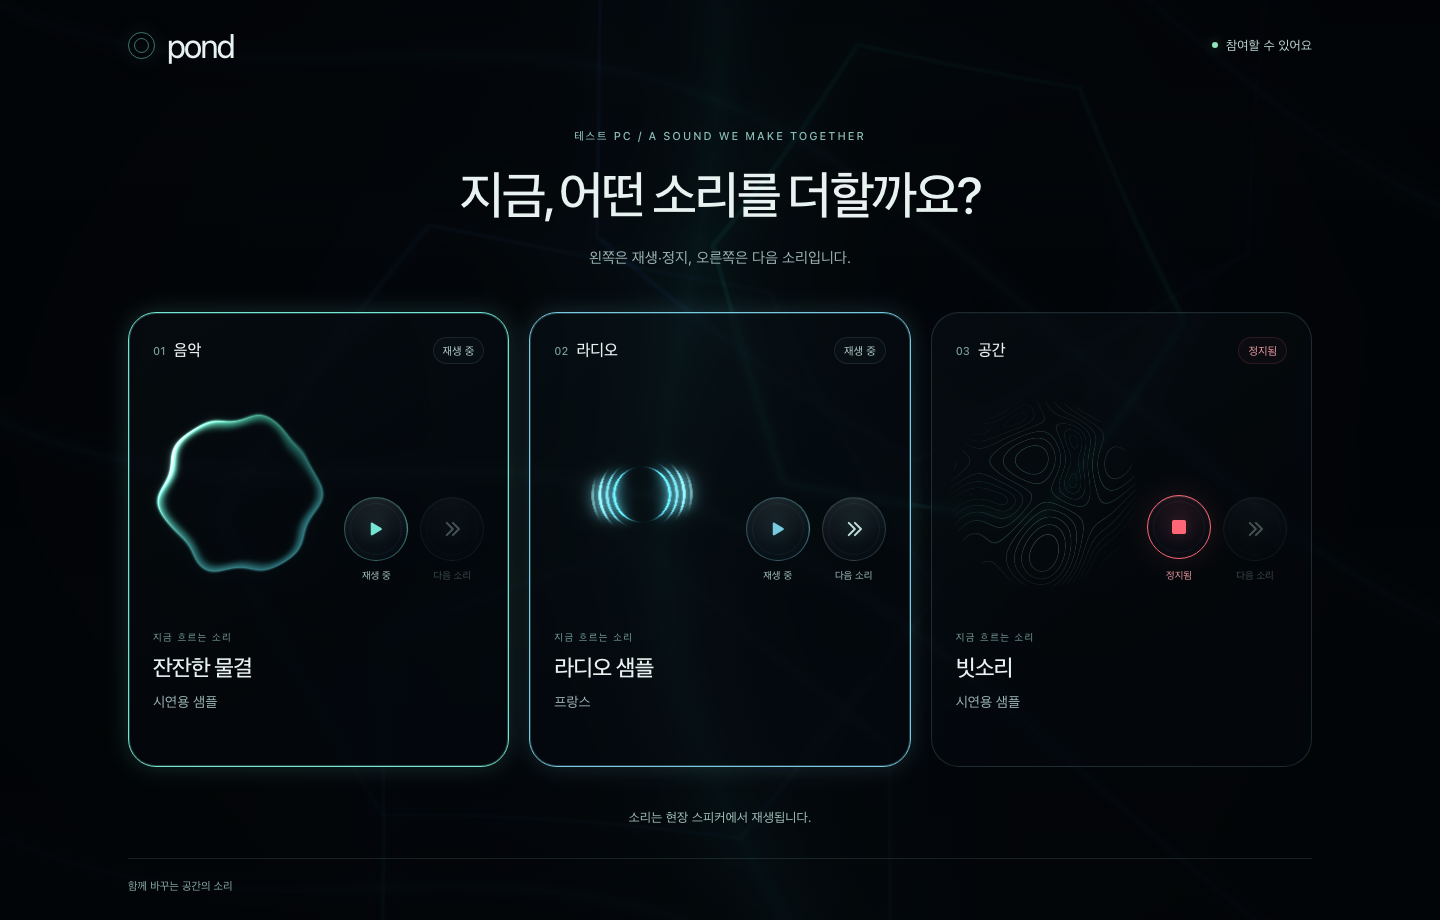 pond
참여할 수 있어요
테스트 PC / A SOUND WE MAKE TOGETHER
지금, 어떤 소리를 더할까요?
왼쪽은 재생·정지, 오른쪽은 다음 소리입니다.
01 음악
재생 중
재생 중
다음 소리
지금 흐르는 소리
잔잔한 물결
시연용 샘플
02 라디오
재생 중
재생 중
다음 소리
지금 흐르는 소리
라디오 샘플
프랑스
03 공간
정지됨
정지됨
다음 소리
지금 흐르는 소리
빗소리
시연용 샘플
소리는 현장 스피커에서 재생됩니다.
함께 바꾸는 공간의 소리